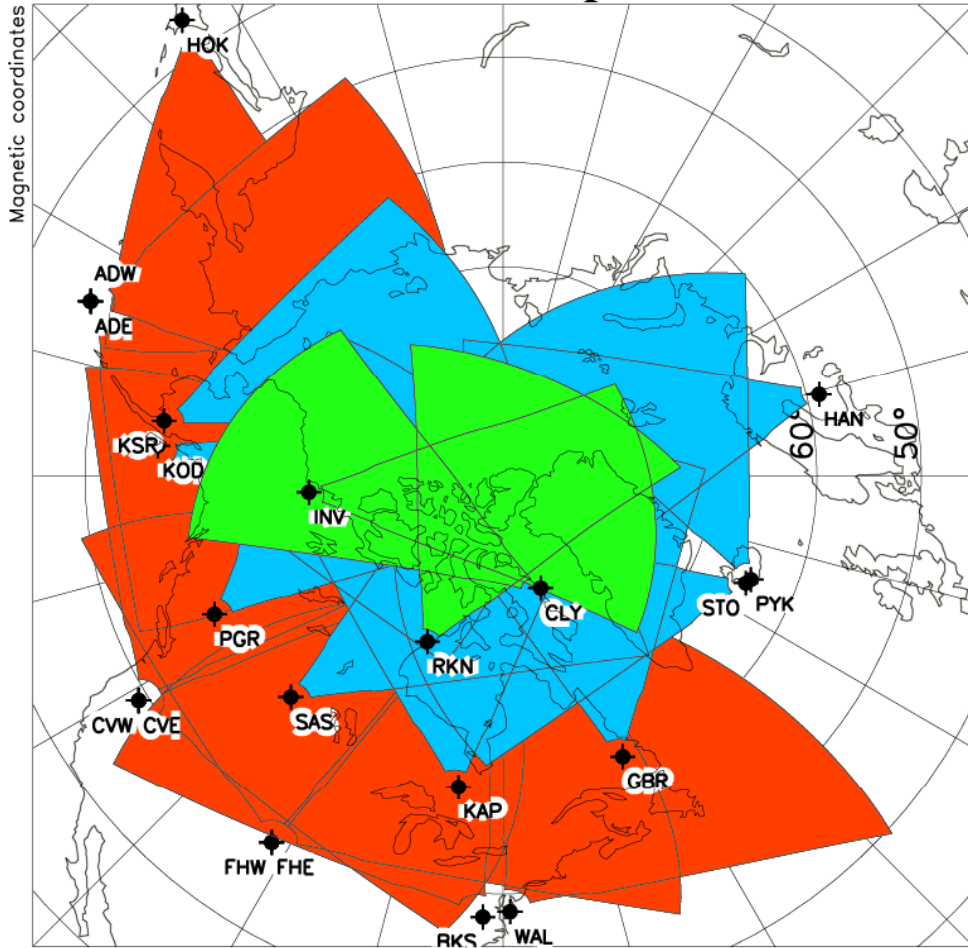 HOK
Magnetic coordinates
ADW
ADE
HAN
60°
50°
KSR
KOD
INV
STO
PYK
CLY
PGR
RKN
CVW CVE
SAS
GBR
KAP
FHW FHE
BKS
WAL